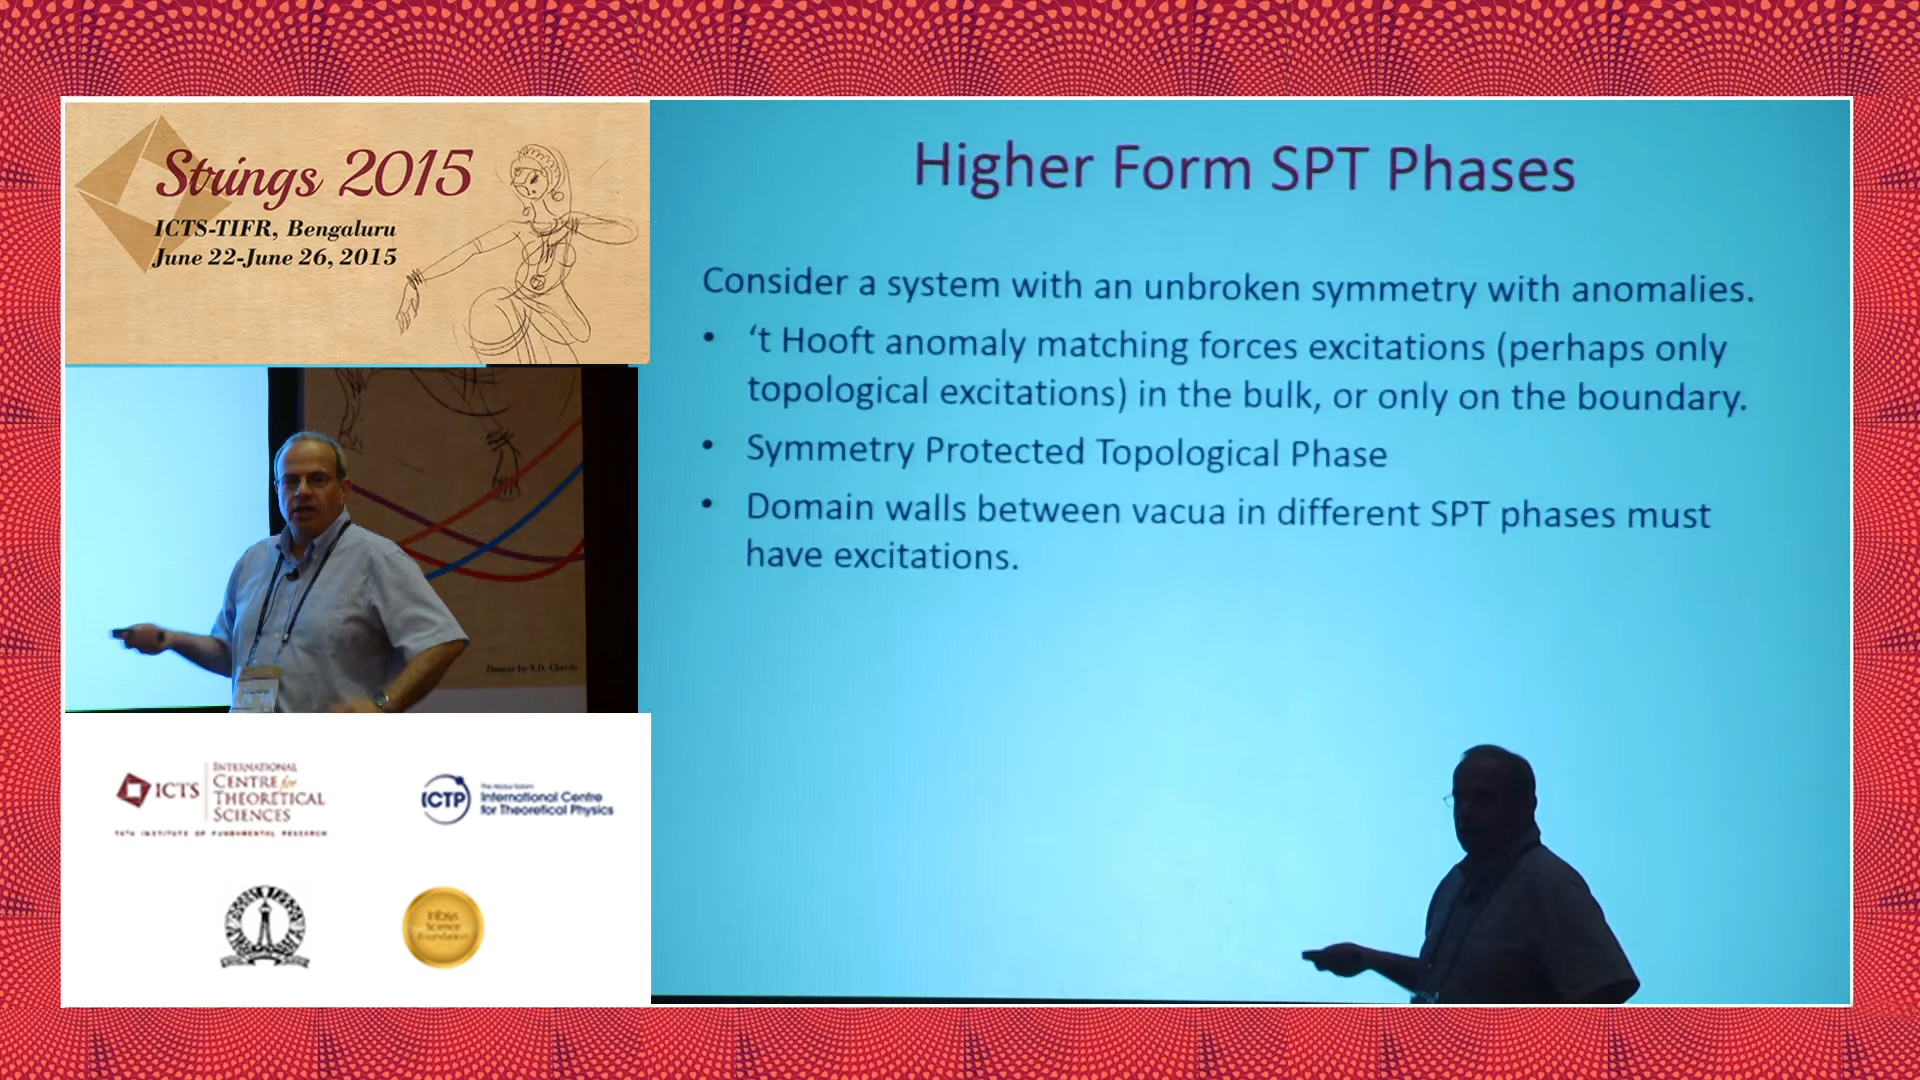 Strings 2015
ICTS-TIFR, Bengaluru
June 22-June 26, 2015
Higher Form SPT Phases
Consider a system with an unbroken symmetry with anomalies.
• ‘t Hooft anomaly matching forces excitations (perhaps only
topological excitations) in the bulk, or only on the boundary.
• Symmetry Protected Topological Phase
• Domain walls between vacua in different SPT phases must
have excitations.
ICTS
INTERNATIONAL
CENTRE for
THEORETICAL
SCIENCES
TATA INSTITUTE OF FUNDAMENTAL RESEARCH
ICTP
The Abdus Salam
International Centre
for Theoretical Physics
Infosys
Science
Foundation